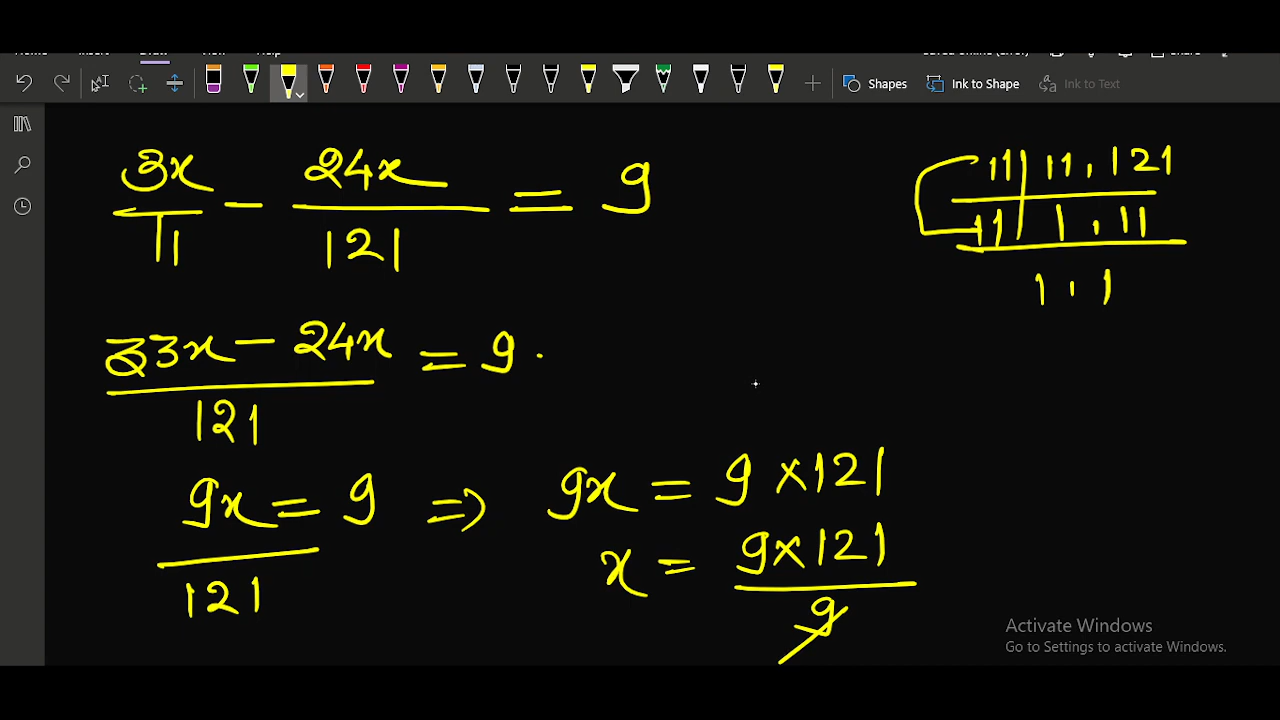 Shapes Ink to Shape Ink to Text
3x/11 - 24x/121 = 9
11 | 11, 121
11 | 1, 11
1, 1
33x - 24x/121 = 9.
9x/121 = 9 ⇒ 9x = 9 × 121
x = 9×121/9
Activate Windows
Go to Settings to activate Windows.